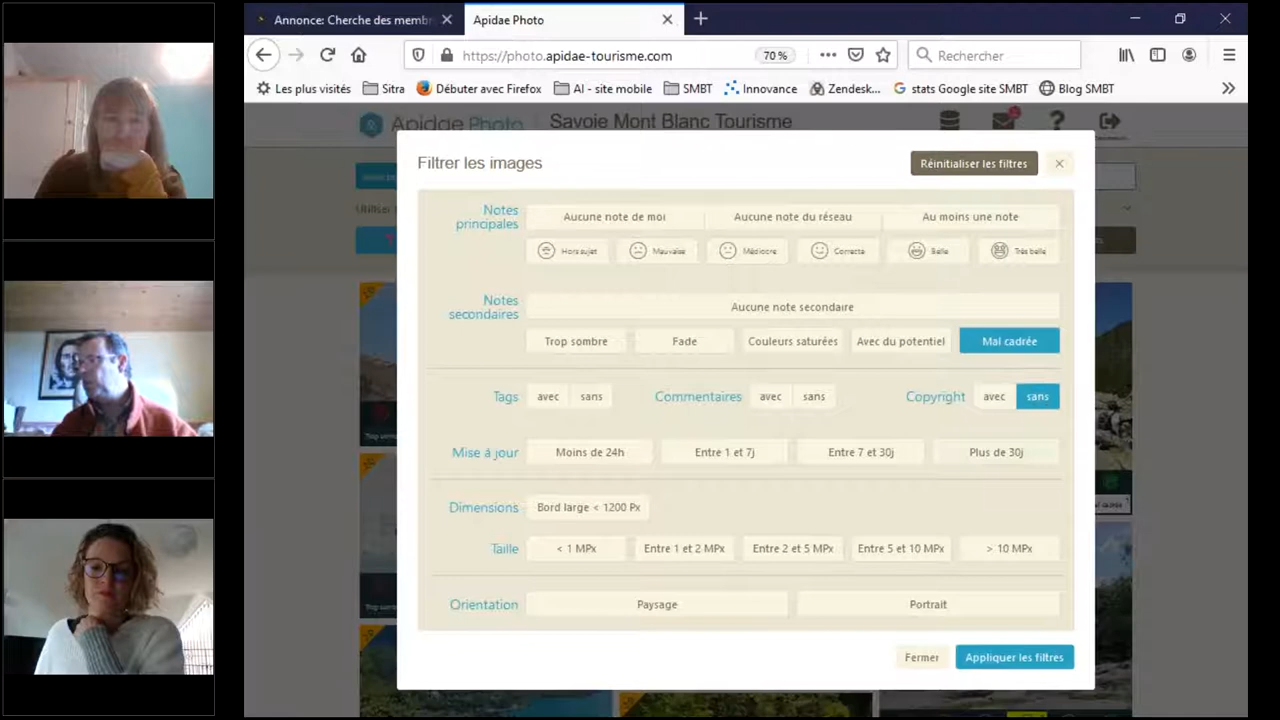 Annonce: Cherche des membr
Apidae Photo
https://photo.apidae-tourisme.com
70 %
Rechercher
Les plus visités
Sitra
Débuter avec Firefox
AI - site mobile
SMBT
Innovance
Zendesk...
stats Google site SMBT
Blog SMBT
Apidae Photo
Savoie Mont Blanc Tourisme
Filtrer les images
Réinitialiser les filtres
Notes principales
Aucune note de moi
Aucune note du réseau
Au moins une note
Hors sujet
Mauvaise
Médiocre
Correcte
Belle
Très belle
Notes secondaires
Aucune note secondaire
Trop sombre
Fade
Couleurs saturées
Avec du potentiel
Mal cadrée
Tags
avec
sans
Commentaires
avec
sans
Copyright
avec
sans
Mise à jour
Moins de 24h
Entre 1 et 7j
Entre 7 et 30j
Plus de 30j
Dimensions
Bord large < 1200 Px
Taille
< 1 MPx
Entre 1 et 2 MPx
Entre 2 et 5 MPx
Entre 5 et 10 MPx
> 10 MPx
Orientation
Paysage
Portrait
Fermer
Appliquer les filtres